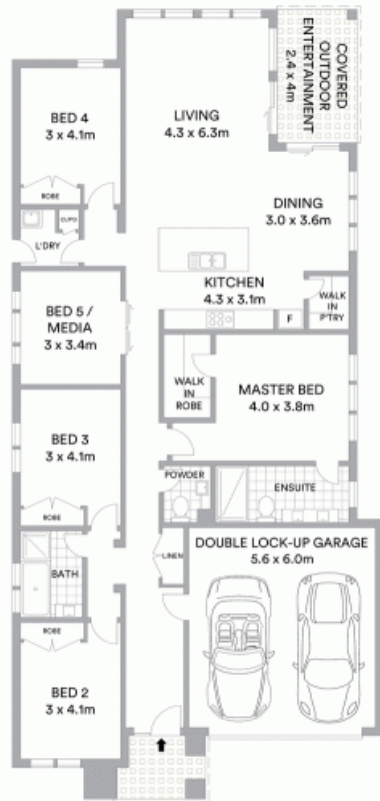 BED 4
3 x 4.1m
ROBE
LIVING
4.3 x 6.3m
COVERED
OUTDOOR
ENTERTAINMENT
2.4 x 4m
DINING
3.0 x 3.6m
CUPD
L'DRY
KITCHEN
4.3 x 3.1m
F
WALK
IN
P'TRY
BED 5 /
MEDIA
3 x 3.4m
WALK
IN
ROBE
MASTER BED
4.0 x 3.8m
BED 3
3 x 4.1m
ROBE
POWDER
ENSUITE
LINEN
DOUBLE LOCK-UP GARAGE
5.6 x 6.0m
BATH
ROBE
BED 2
3 x 4.1m